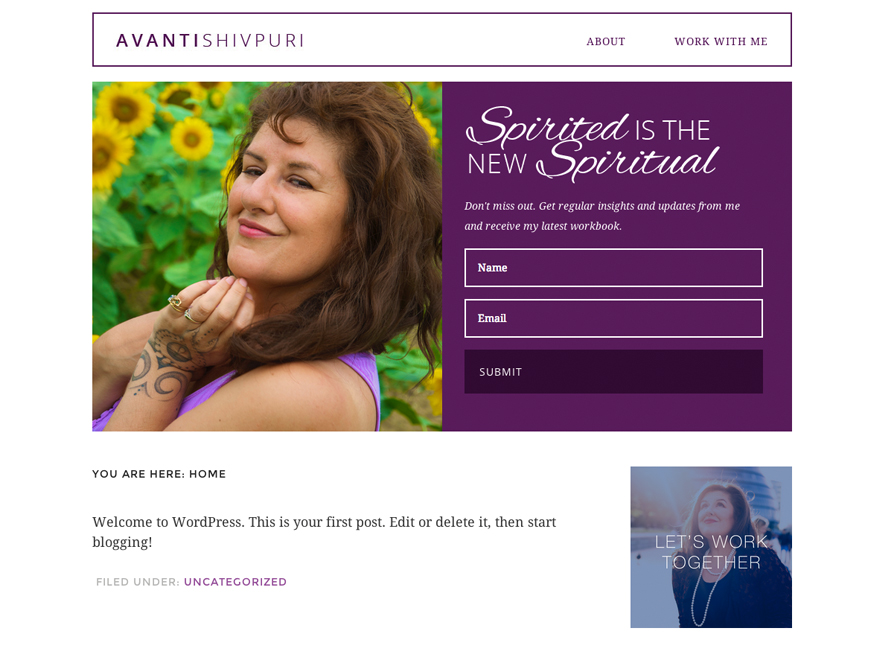 AVANTISHIVPURI
ABOUT
WORK WITH ME
Spirited IS THE
NEW Spiritual
Don't miss out. Get regular insights and updates from me
and receive my latest workbook.
Name
Email
SUBMIT
YOU ARE HERE: HOME
Welcome to WordPress. This is your first post. Edit or delete it, then start
blogging!
FILED UNDER: UNCATEGORIZED
LET'S WORK
TOGETHER